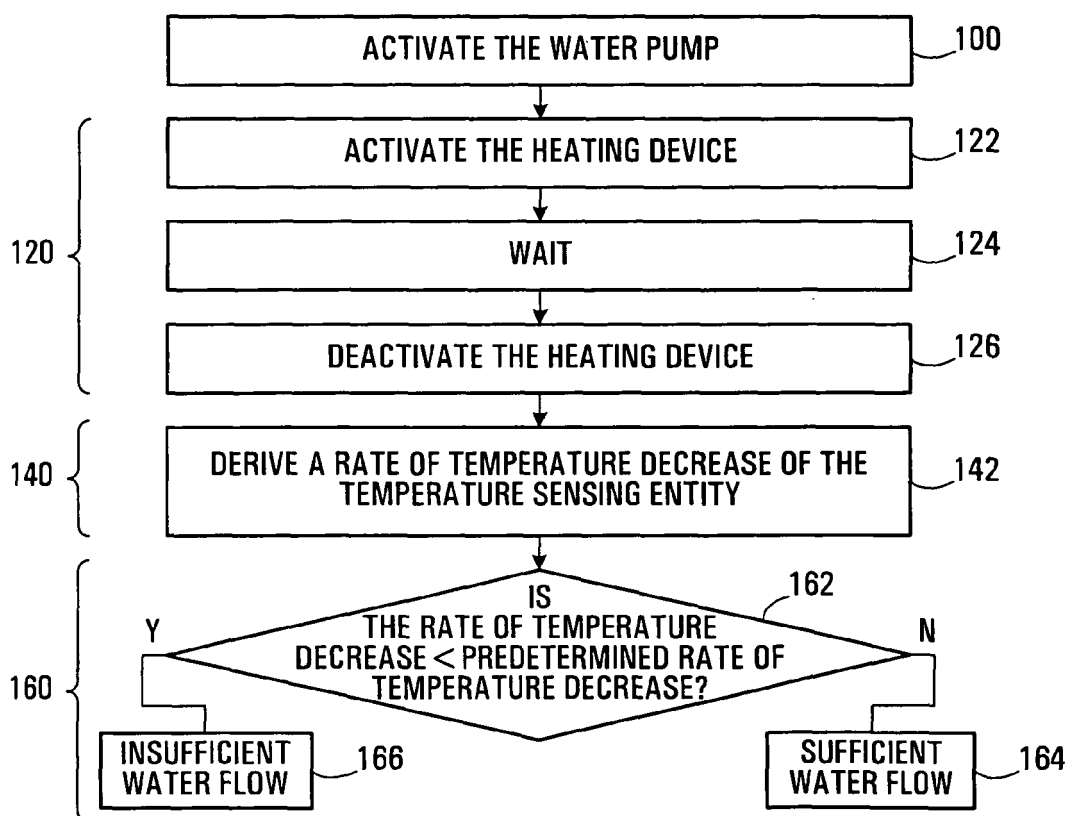 ACTIVATE THE WATER PUMP
100
ACTIVATE THE HEATING DEVICE
122
120
WAIT
124
DEACTIVATE THE HEATING DEVICE
126
140
DERIVE A RATE OF TEMPERATURE DECREASE OF THE
TEMPERATURE SENSING ENTITY
142
160
IS
THE RATE OF TEMPERATURE
DECREASE < PREDETERMINED RATE OF
TEMPERATURE DECREASE?
162
Y
N
INSUFFICIENT
WATER FLOW
166
SUFFICIENT
WATER FLOW
164